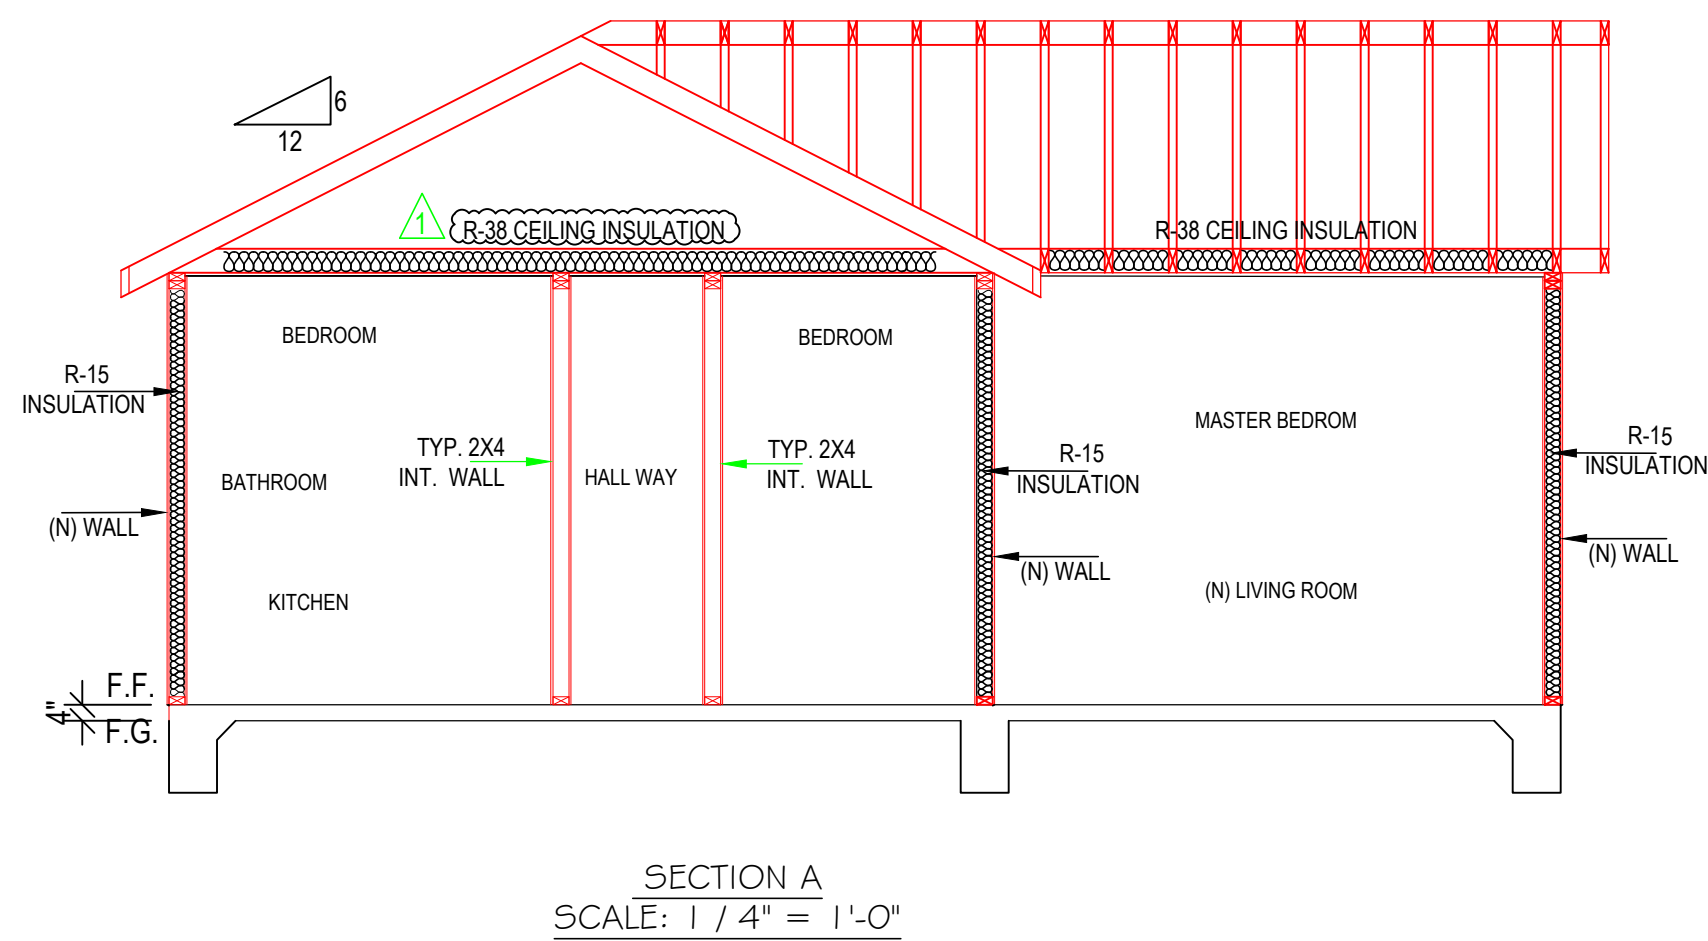 6
12
1
R-38 CEILING INSULATION
R-38 CEILING INSULATION
BEDROOM
BEDROOM
R-15
INSULATION
MASTER BEDROM
TYP. 2X4
INT. WALL
TYP. 2X4
INT. WALL
HALL WAY
R-15
INSULATION
R-15
INSULATION
BATHROOM
(N) WALL
(N) WALL
(N) WALL
KITCHEN
(N) LIVING ROOM
F.F.
4"
F.G.
SECTION A
SCALE: 1 / 4" = 1'-0"